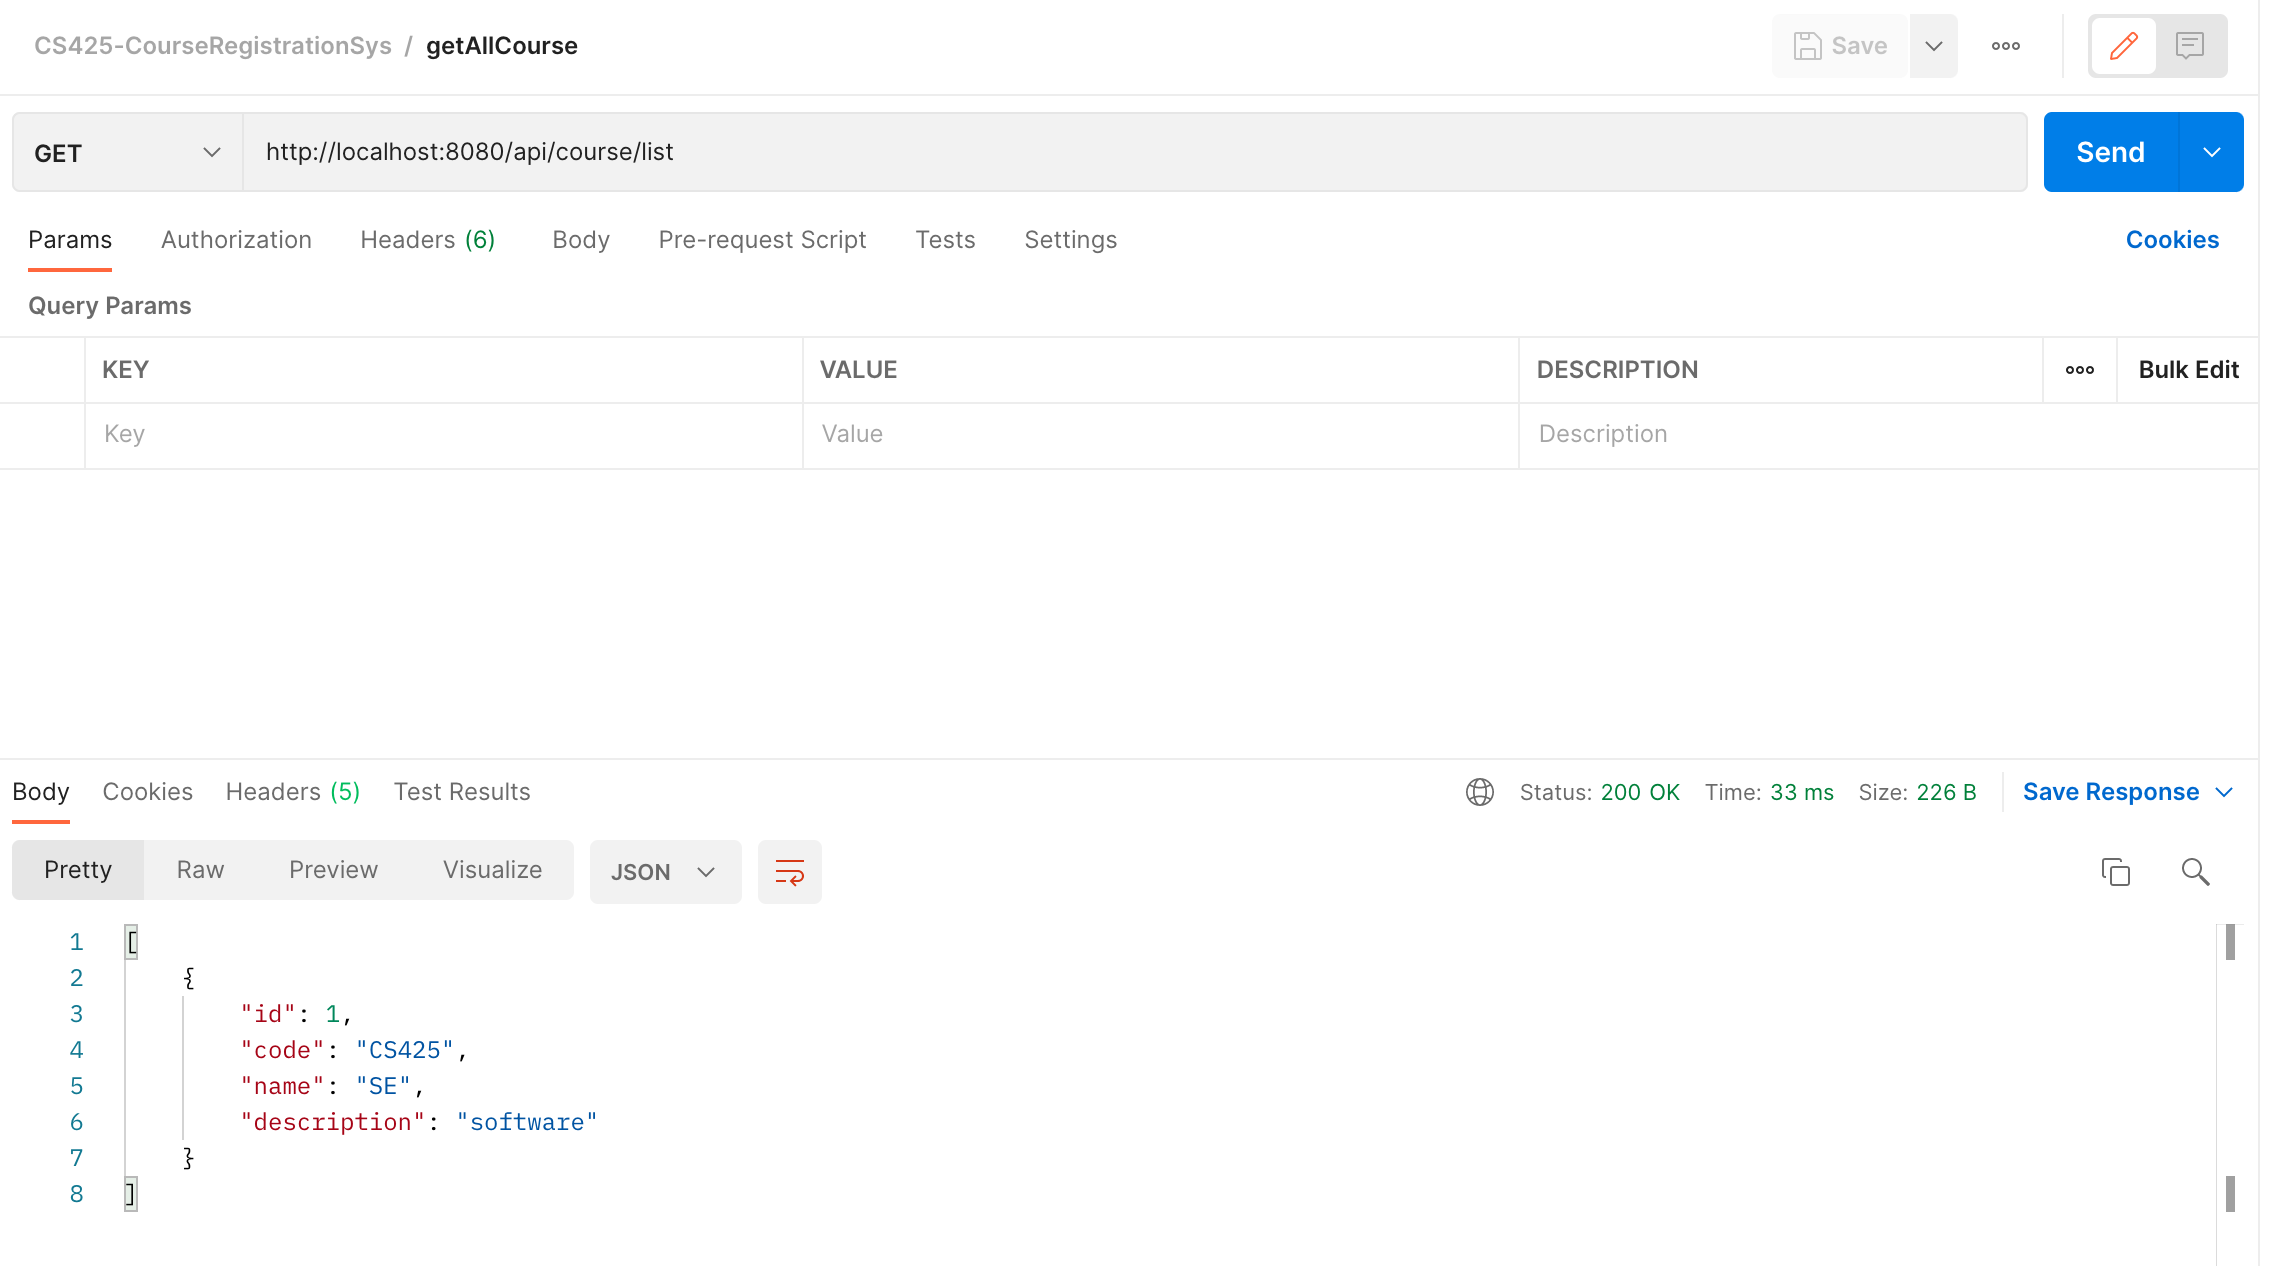 CS425-CourseRegistrationSys / getAllCourse
Save
GET http://localhost:8080/api/course/list Send
Params Authorization Headers (6) Body Pre-request Script Tests Settings Cookies
Query Params
KEY VALUE DESCRIPTION Bulk Edit
Key Value Description
Body Cookies Headers (5) Test Results Status: 200 OK Time: 33 ms Size: 226 B Save Response
Pretty Raw Preview Visualize JSON
1 [
2 {
3 "id": 1,
4 "code": "CS425",
5 "name": "SE",
6 "description": "software"
7 }
8 ]